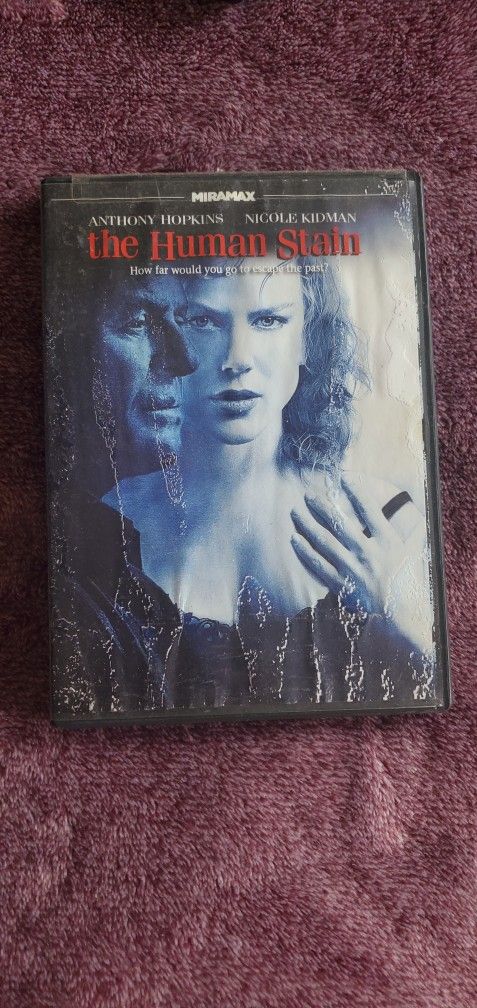 MIRAMAX
ANTHONY HOPKINS NICOLE KIDMAN
the Human Stain
How far would you go to escape the past?